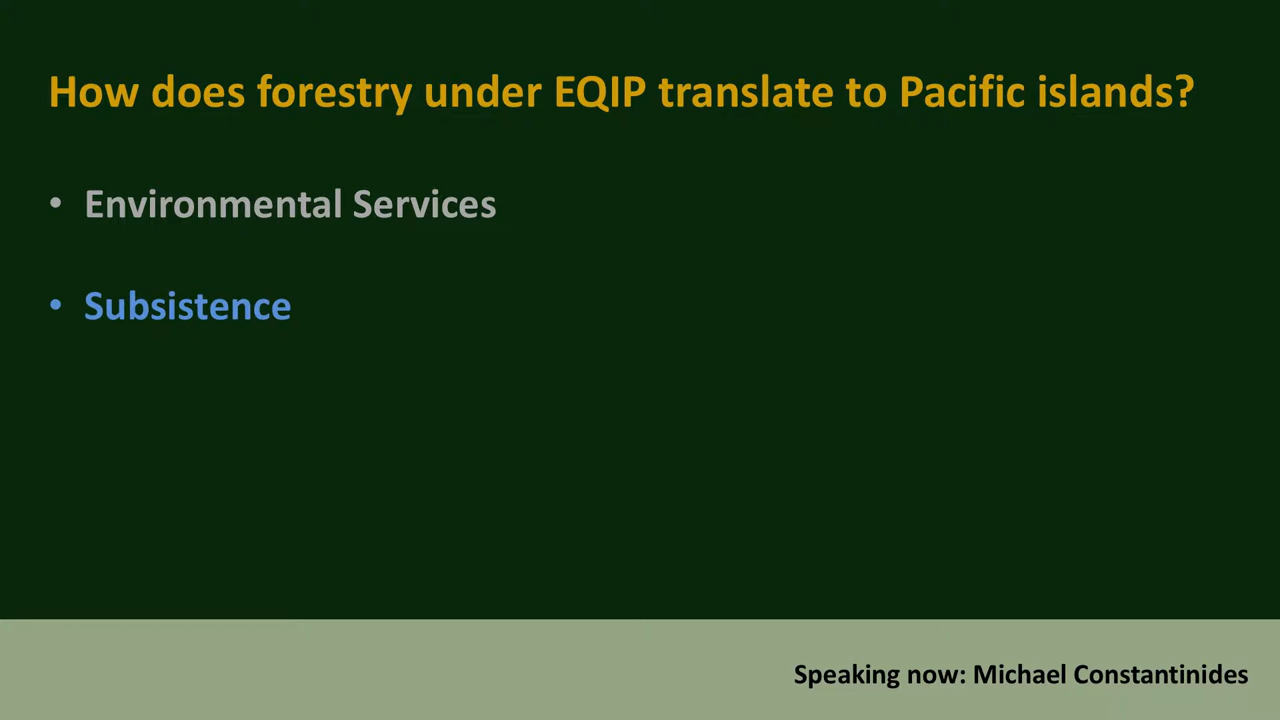 How does forestry under EQIP translate to Pacific islands?
• Environmental Services
• Subsistence
Speaking now: Michael Constantinides